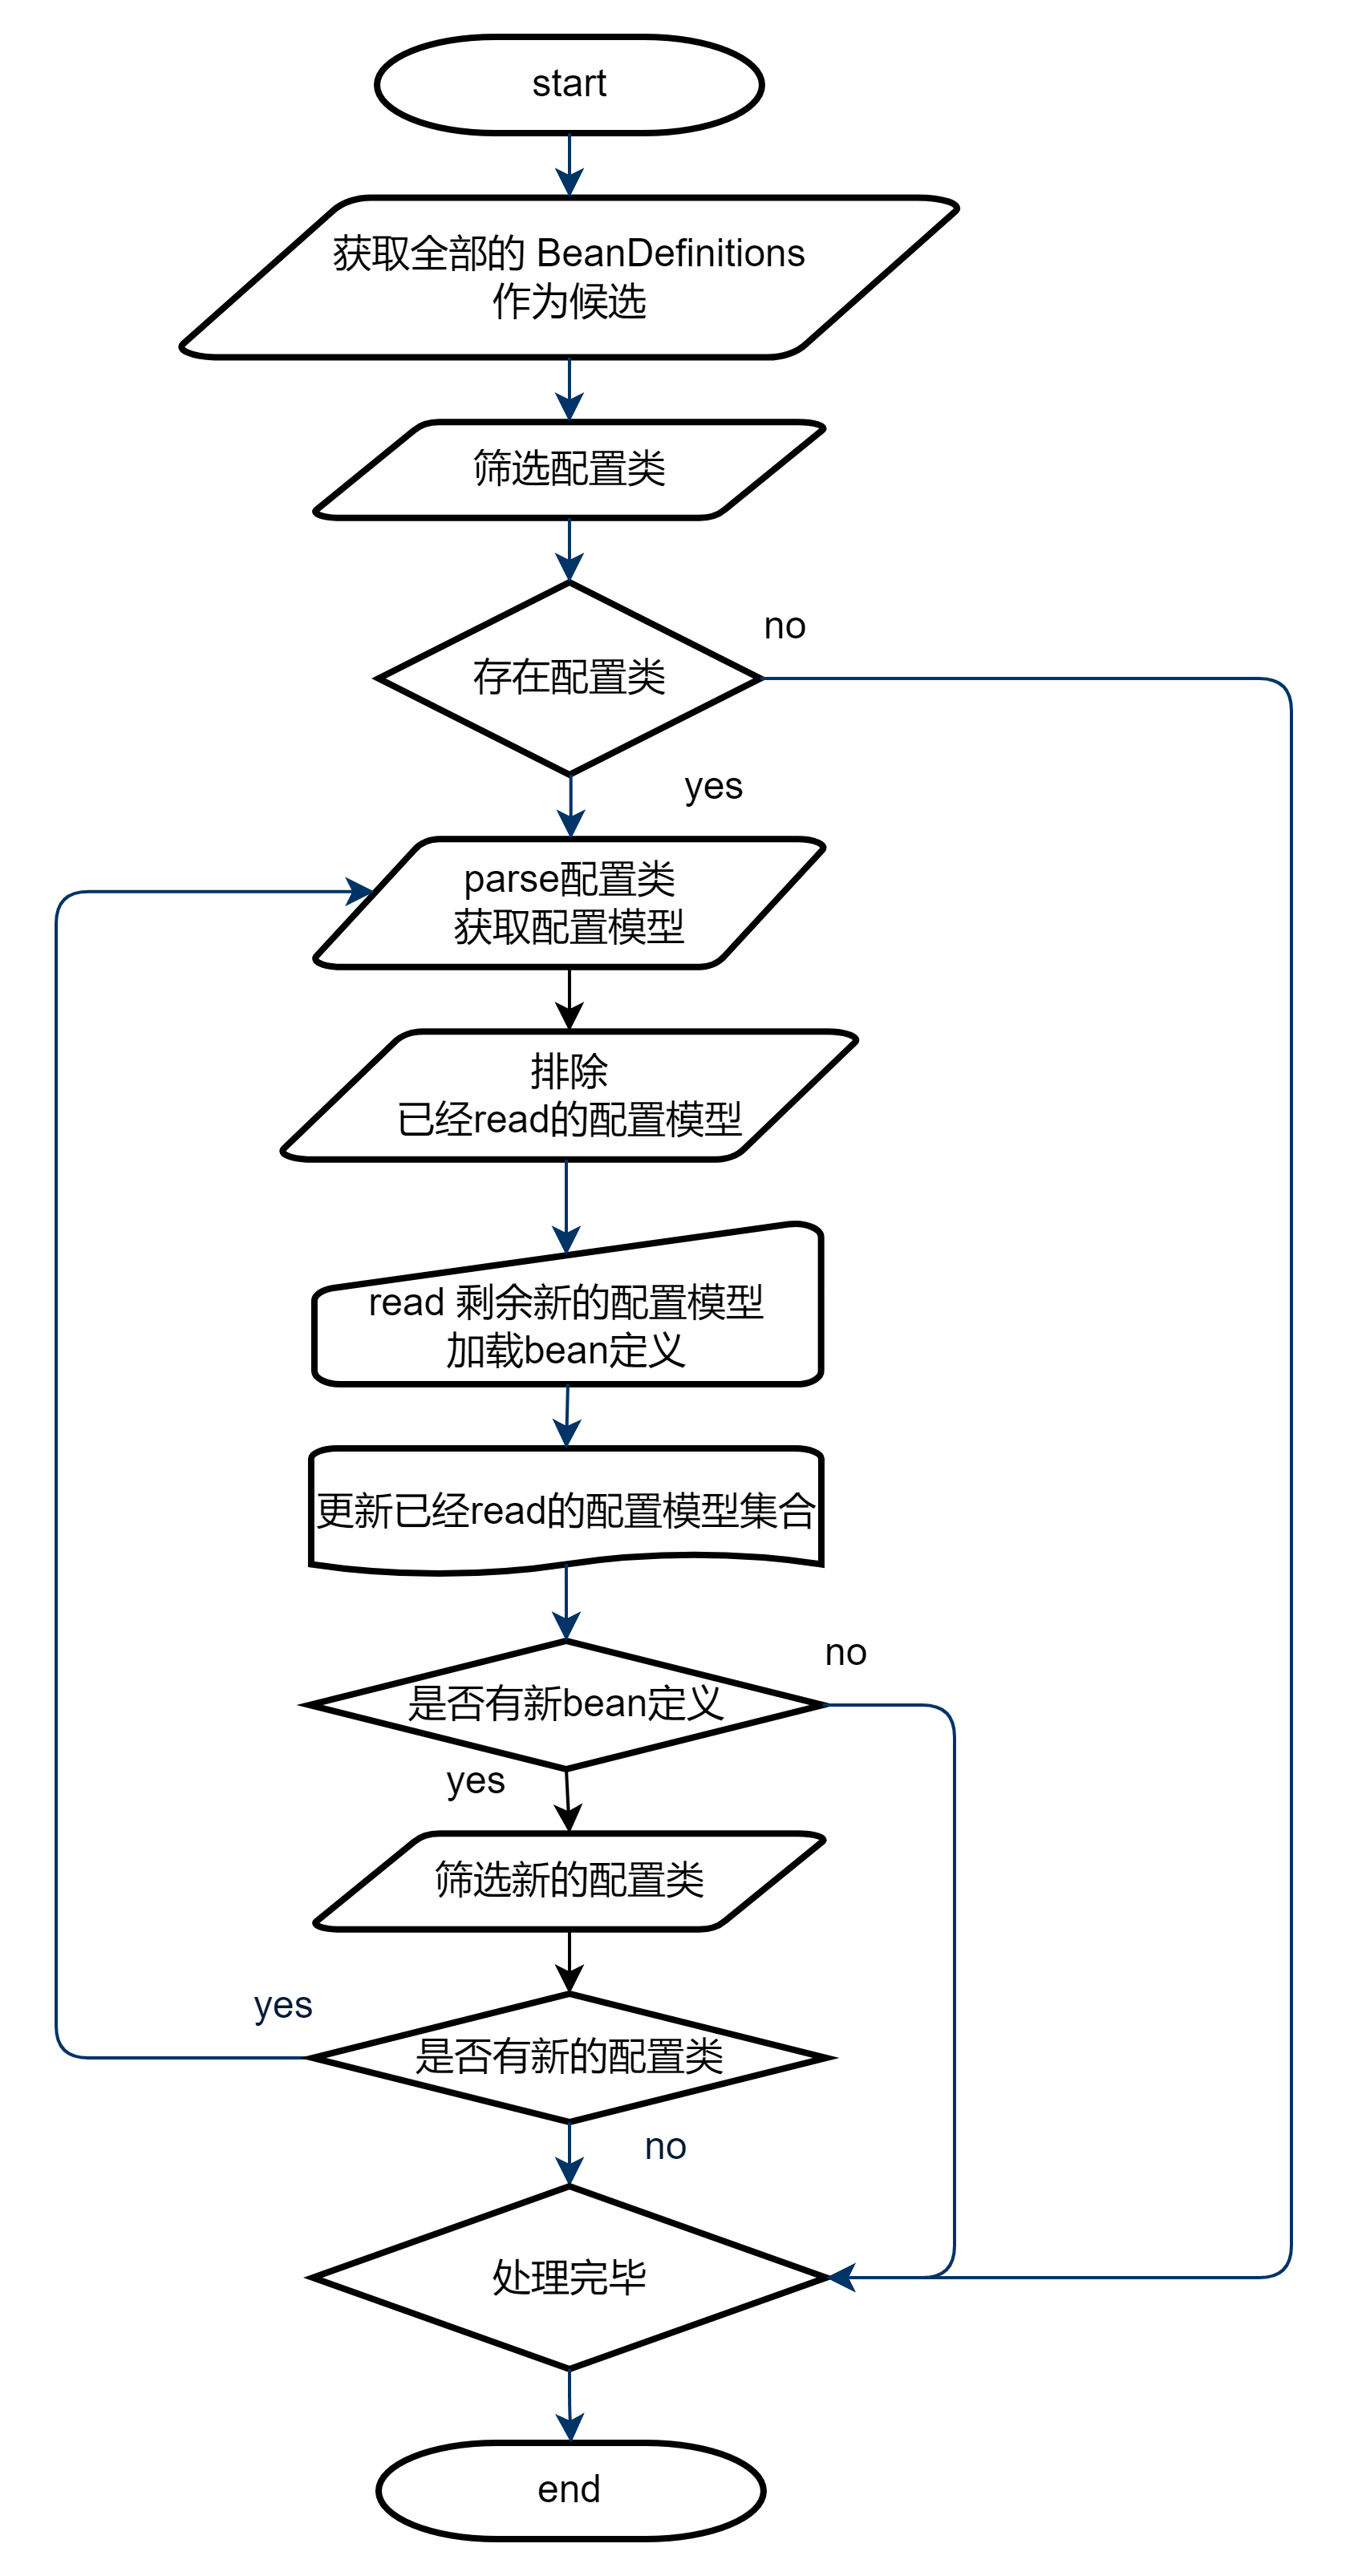 start
获取全部的 BeanDefinitions
作为候选
筛选配置类
存在配置类
no
yes
parse配置类
获取配置模型
排除
已经read的配置模型
read 剩余新的配置模型
加载bean定义
更新已经read的配置模型集合
no
是否有新bean定义
yes
筛选新的配置类
yes
是否有新的配置类
no
处理完毕
end